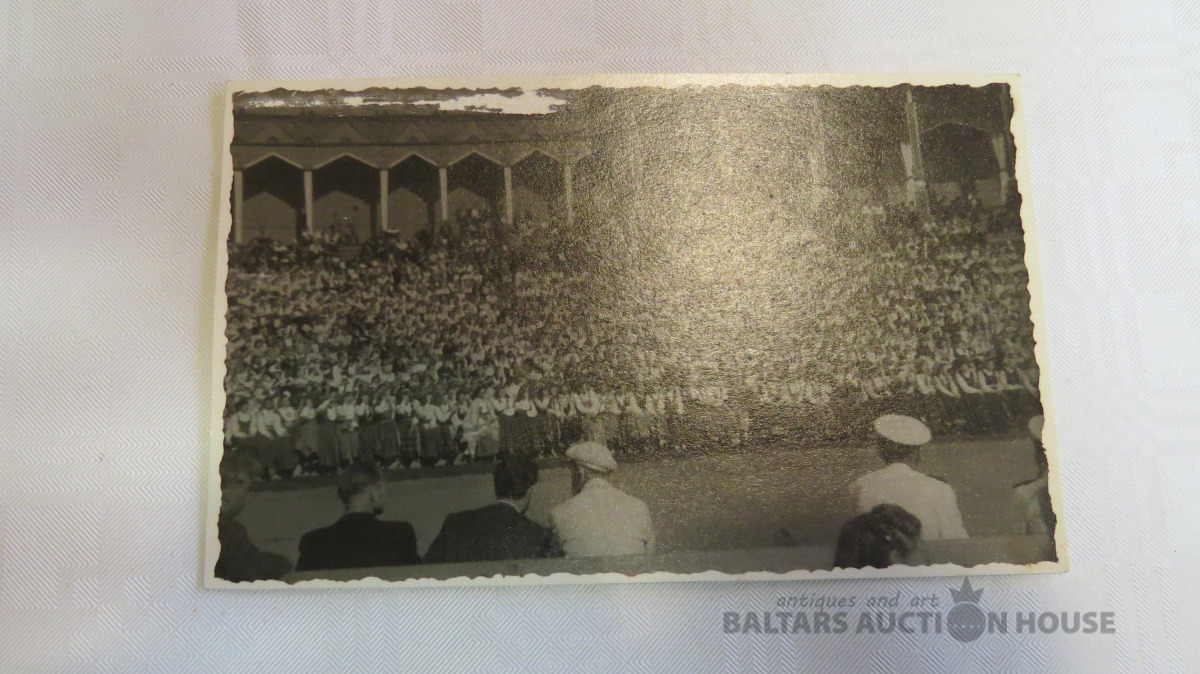 antiques and art
BALTARS AUCTION HOUSE